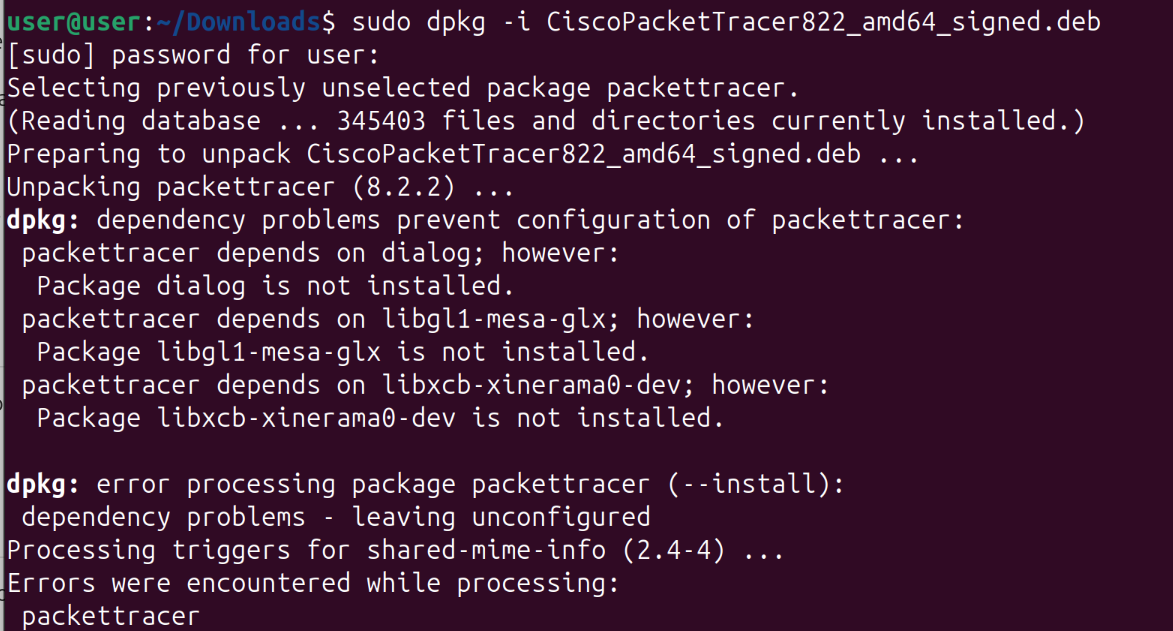 user@user:~/Downloads$ sudo dpkg -i CiscoPacketTracer822_amd64_signed.deb
[sudo] password for user:
Selecting previously unselected package packettracer.
(Reading database ... 345403 files and directories currently installed.)
Preparing to unpack CiscoPacketTracer822_amd64_signed.deb ...
Unpacking packettracer (8.2.2) ...
dpkg: dependency problems prevent configuration of packettracer:
 packettracer depends on dialog; however:
  Package dialog is not installed.
 packettracer depends on libgl1-mesa-glx; however:
  Package libgl1-mesa-glx is not installed.
 packettracer depends on libxcb-xinerama0-dev; however:
  Package libxcb-xinerama0-dev is not installed.

dpkg: error processing package packettracer (--install):
 dependency problems - leaving unconfigured
Processing triggers for shared-mime-info (2.4-4) ...
Errors were encountered while processing:
 packettracer